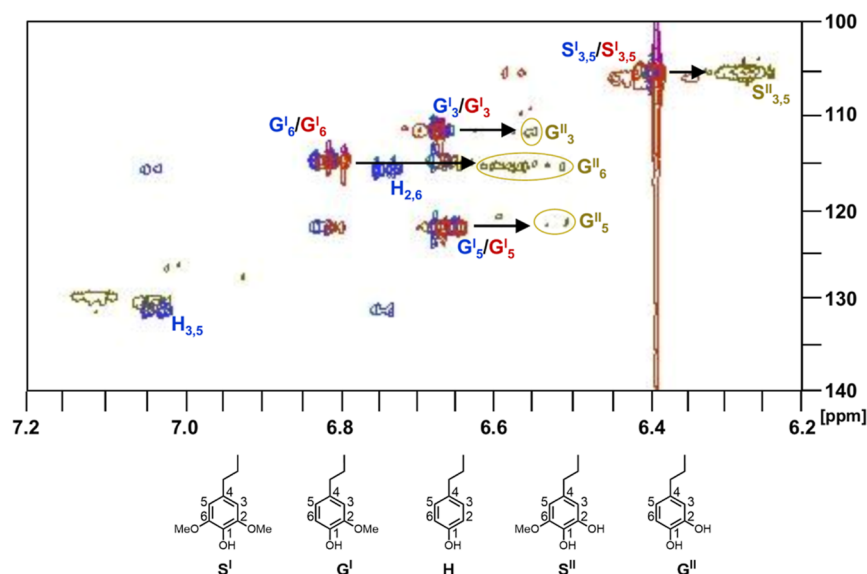 100
S^I_3,5/S^I_3,5
S^II_3,5
G^I_3/G^I_3
G^I_6/G^I_6
110
G^II_3
G^II_6
H_2,6
120
G^II_5
G^I_5/G^I_5
130
H_3,5
140
7.2 7.0 6.8 6.6 6.4 6.2 [ppm]
4 4 4 4 4
5 3 5 3 5 3 5 3 5 3
6 2 6 2 6 2 6 2 6 2
MeO 1 OMe 1 OMe 1 MeO 1 OH 1 OH
OH OH OH OH OH
S^I G^I H S^II G^II